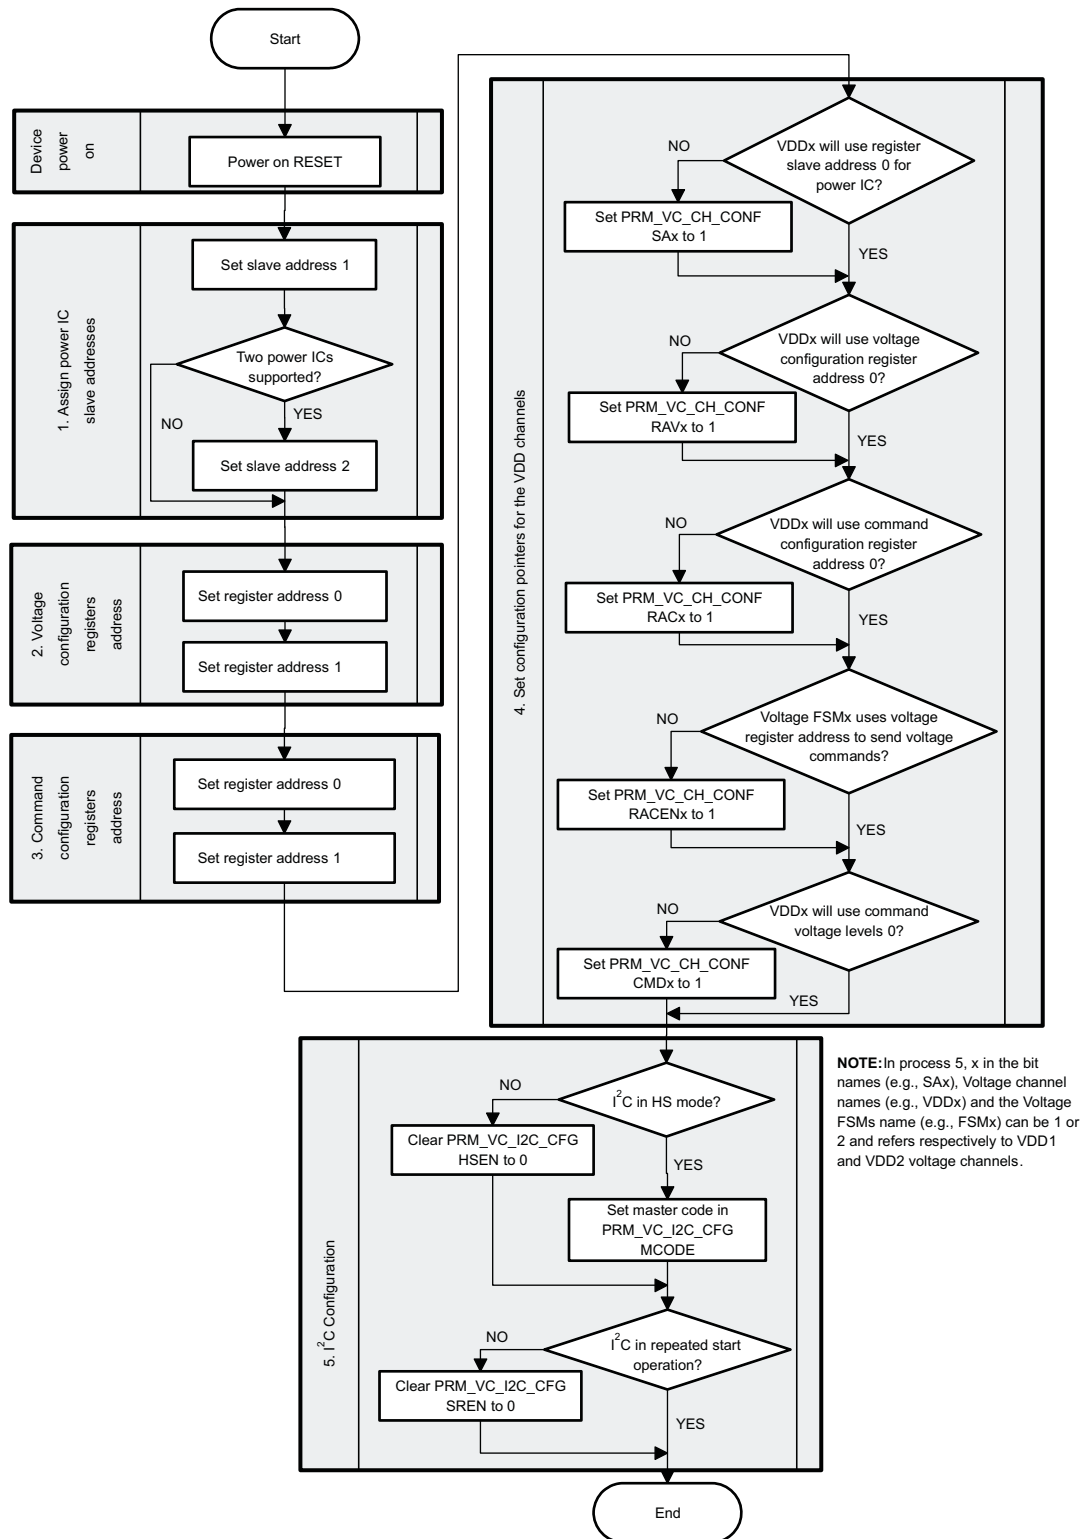 Start
Device
power
on
Power on RESET
1. Assign power IC
slave addresses
Set slave address 1
Two power ICs
supported?
YES
NO
Set slave address 2
2. Voltage
configuration
registers
address
Set register address 0
Set register address 1
3. Command
configuration
registers
address
Set register address 0
Set register address 1
4. Set configuration pointers for the VDD channels
VDDx will use register
slave address 0 for
power IC?
NO
Set PRM_VC_CH_CONF
SAx to 1
YES
VDDx will use voltage
configuration register
address 0?
NO
Set PRM_VC_CH_CONF
RAVx to 1
YES
VDDx will use command
configuration register
address 0?
NO
Set PRM_VC_CH_CONF
RACx to 1
YES
Voltage FSMx uses voltage
register address to send voltage
commands?
NO
Set PRM_VC_CH_CONF
RACENx to 1
YES
VDDx will use command
voltage levels 0?
NO
Set PRM_VC_CH_CONF
CMDx to 1
YES
5. I²C Configuration
I²C in HS mode?
NO
Clear PRM_VC_I2C_CFG
HSEN to 0
YES
Set master code in
PRM_VC_I2C_CFG
MCODE
I²C in repeated start
operation?
NO
Clear PRM_VC_I2C_CFG
SREN to 0
YES
End
NOTE:In process 5, x in the bit
names (e.g., SAx), Voltage channel
names (e.g., VDDx) and the Voltage
FSMs name (e.g., FSMx) can be 1 or
2 and refers respectively to VDD1
and VDD2 voltage channels.